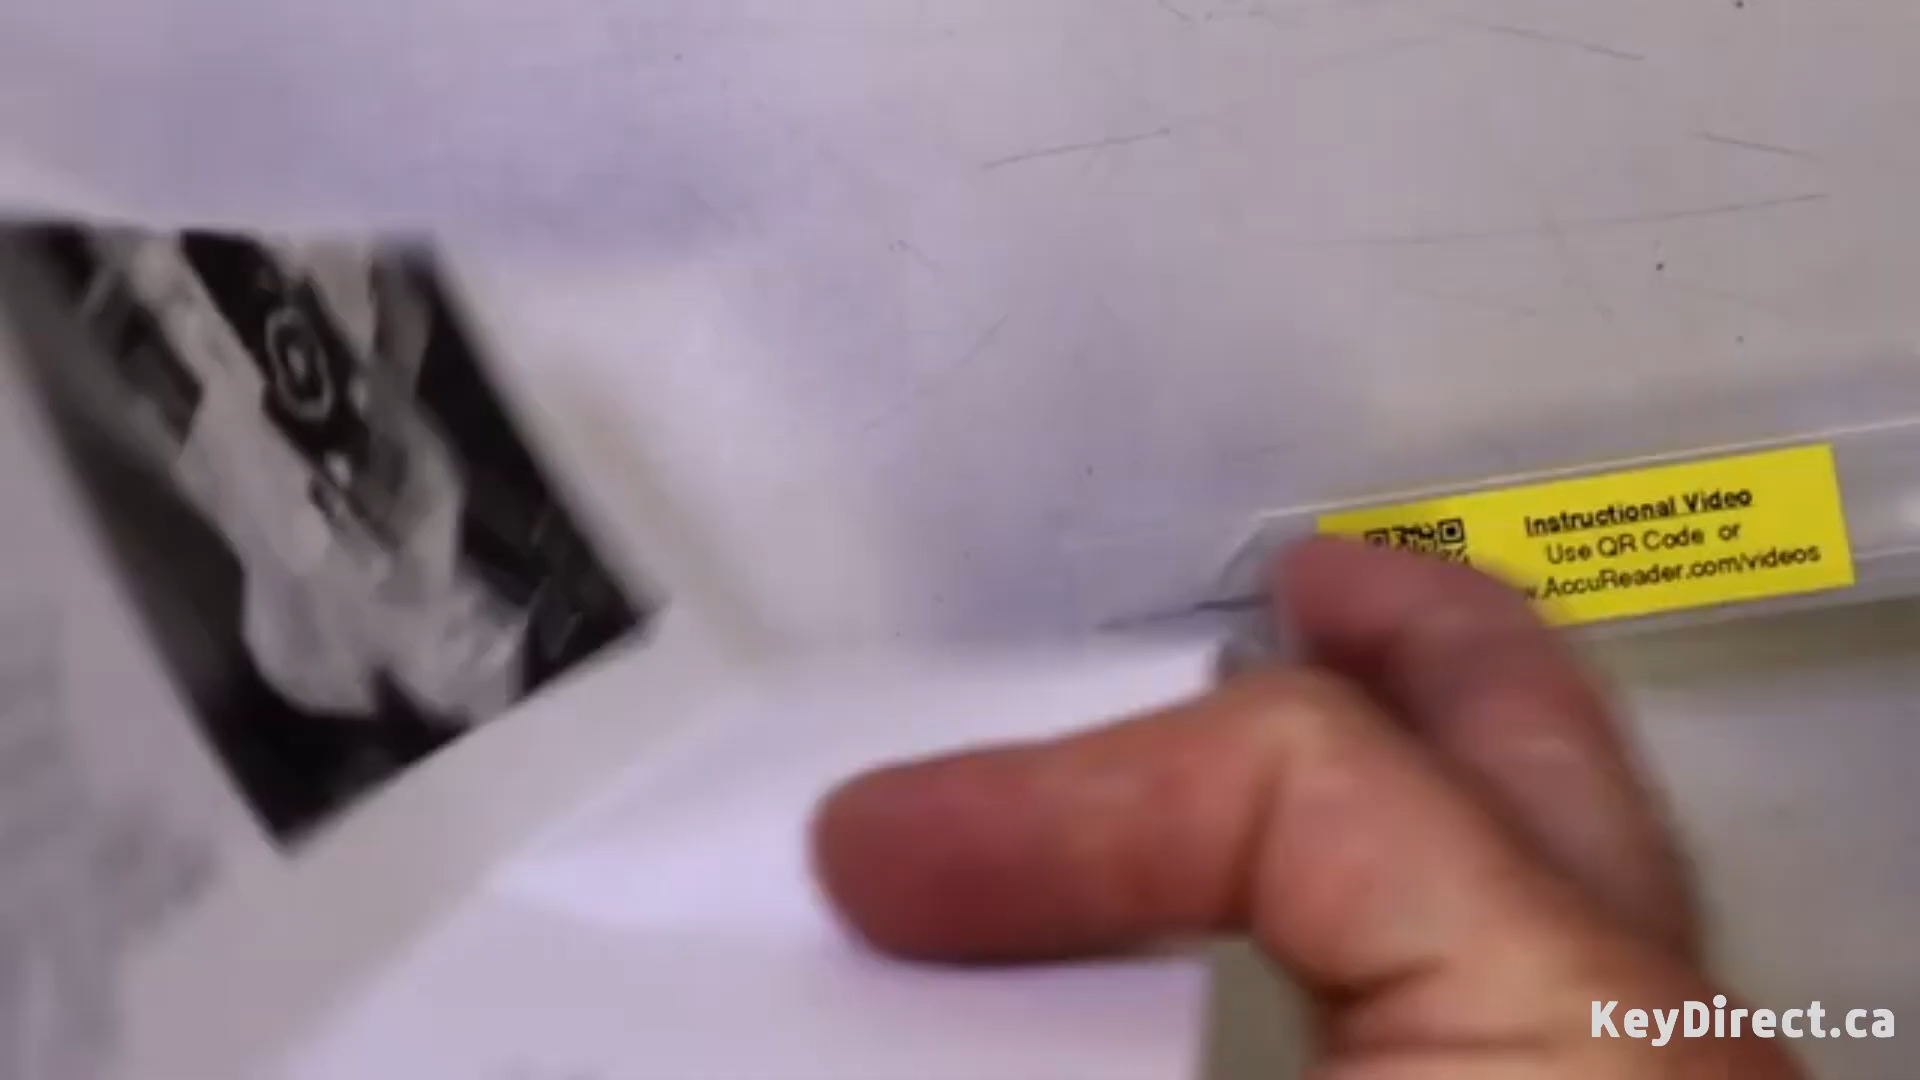 Instructional Video
Use QR Code or
w.AccuReader.com/videos
KeyDirect.ca